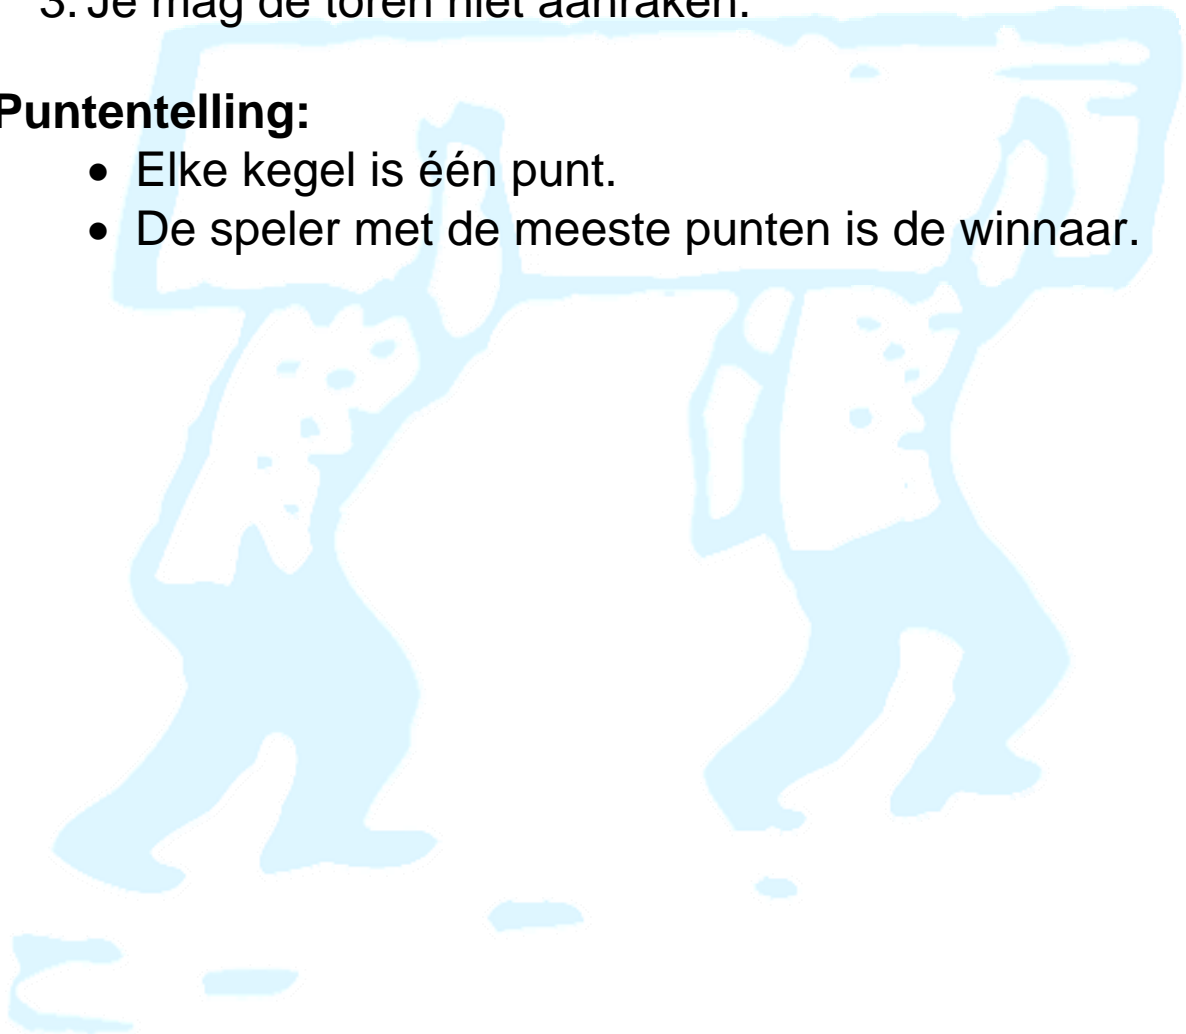 3. Je mag de toren niet aanraken.
Puntentelling:
• Elke kegel is één punt.
• De speler met de meeste punten is de winnaar.